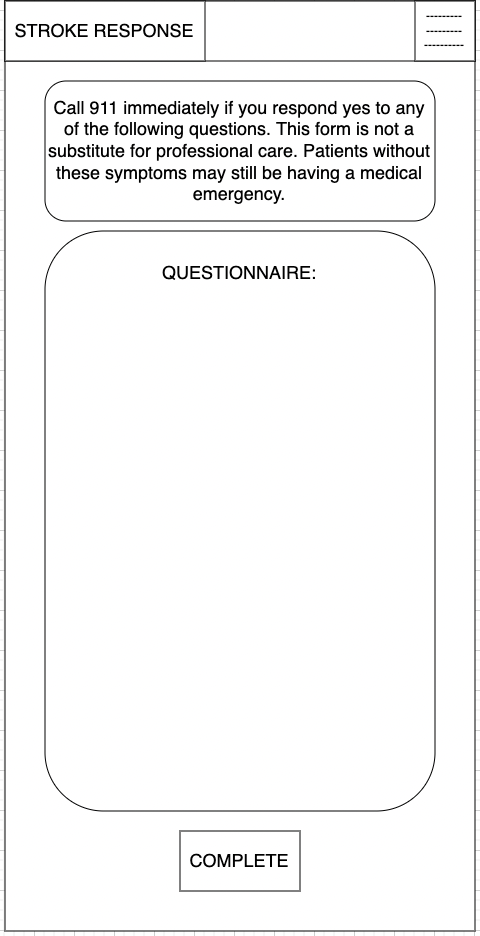 STROKE RESPONSE
Call 911 immediately if you respond yes to any
of the following questions. This form is not a
substitute for professional care. Patients without
these symptoms may still be having a medical
emergency.
QUESTIONNAIRE:
COMPLETE